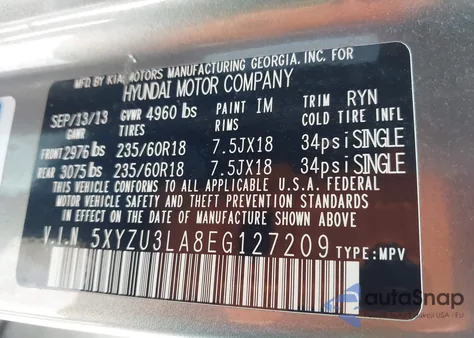 MFD BY KIA MOTORS MANUFACTURING GEORGIA, INC. FOR
HYUNDAI MOTOR COMPANY
SEP/13/13 GVWR 4960 lbs PAINT IM TRIM RYN
GAWR TIRES RIMS COLD TIRE INFL
FRONT 2976 lbs 235/60R18 7.5JX18 34psi SINGLE
REAR 3075 lbs 235/60R18 7.5JX18 34psi SINGLE
THIS VEHICLE CONFORMS TO ALL APPLICABLE U.S.A. FEDERAL
MOTOR VEHICLE SAFETY AND THEFT PREVENTION STANDARDS
IN EFFECT ON THE DATE OF MANUFACTURE SHOWN ABOVE.
V.I.N 5XYZU3LA8EG127209 TYPE:MPV
autoSnap
USA - EU